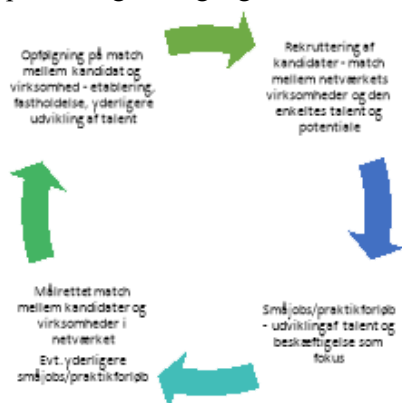 Opfølgning på match
mellem kandidat og
virksomhed - etablering,
fastholdelse, yderligere
udvikling af talent
Rekruttering af
kandidater - match
mellem netværkets
virksomheder og den
enkeltes talent og
potentiale
Småjobs/praktikforløb
- udvikling af talent og
beskæftigelse som
fokus
Målrettet match
mellem kandidater og
virksomheder i
netværket
Evt. yderligere
småjobs/praktikforløb